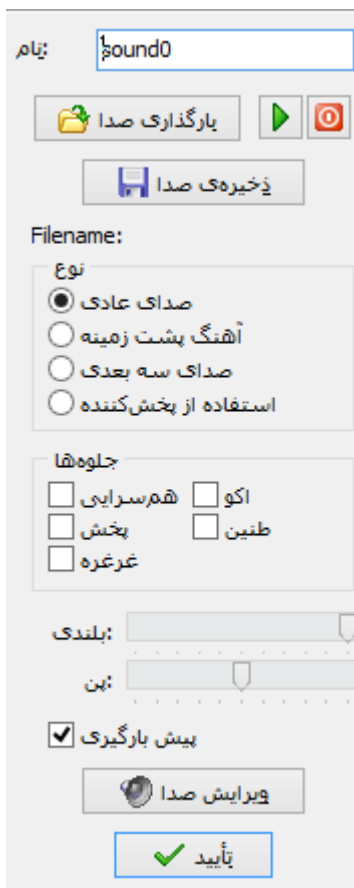 نام: sound0
بارگذاری صدا
ذخیره‌ی صدا
Filename:
نوع
صدای عادی
آهنگ پشت زمینه
صدای سه بعدی
استفاده از پخش‌کننده
جلوه‌ها
هم‌سرایی اکو
پخش طنین
غرغره
بلندی:
پن:
پیش بارگیری
ویرایش صدا
تأیید